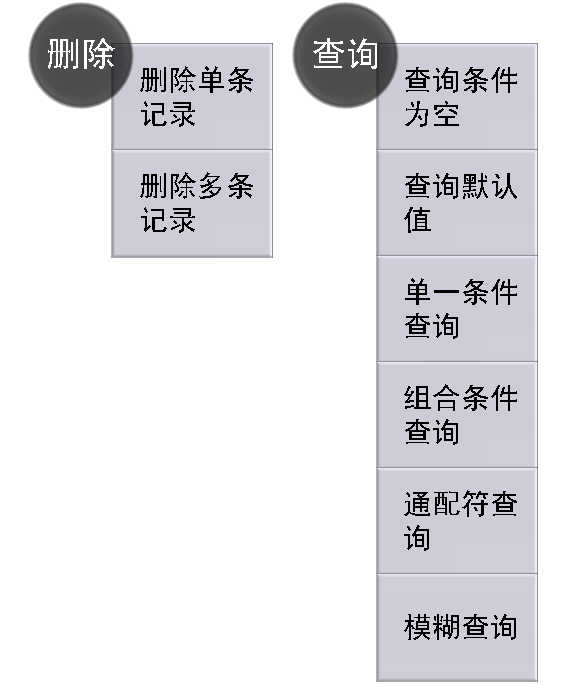 删除
删除单条
记录
删除多条
记录
查询
查询条件
为空
查询默认
值
单一条件
查询
组合条件
查询
通配符查
询
模糊查询